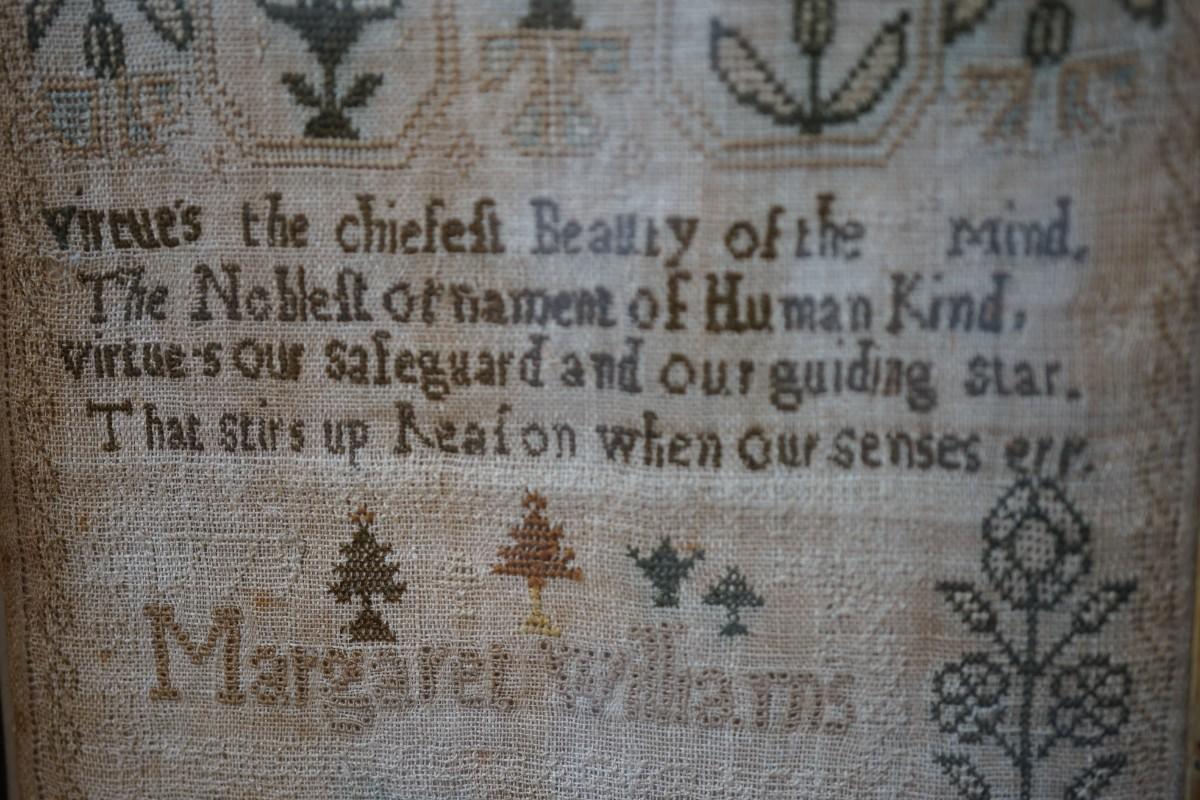 Virtue's the chiefeſt Beauty of the Mind,
The Nobleſt Ornament of Human Kind,
Virtue's Our safeguard and Our guiding star.
That stirs up Reaſon when Our senses err.
Margaret Williams